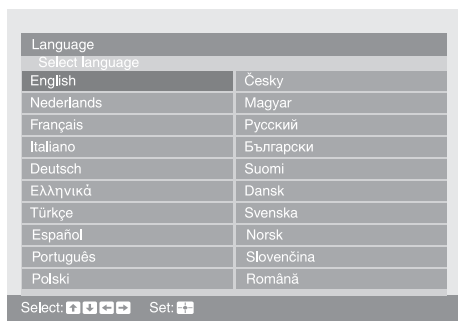 Language
Select language
English
Česky
Nederlands
Magyar
Français
Русский
Italiano
Български
Deutsch
Suomi
Ελληνικά
Dansk
Türkçe
Svenska
Español
Norsk
Português
Slovenčina
Polski
Română
Select: Set: